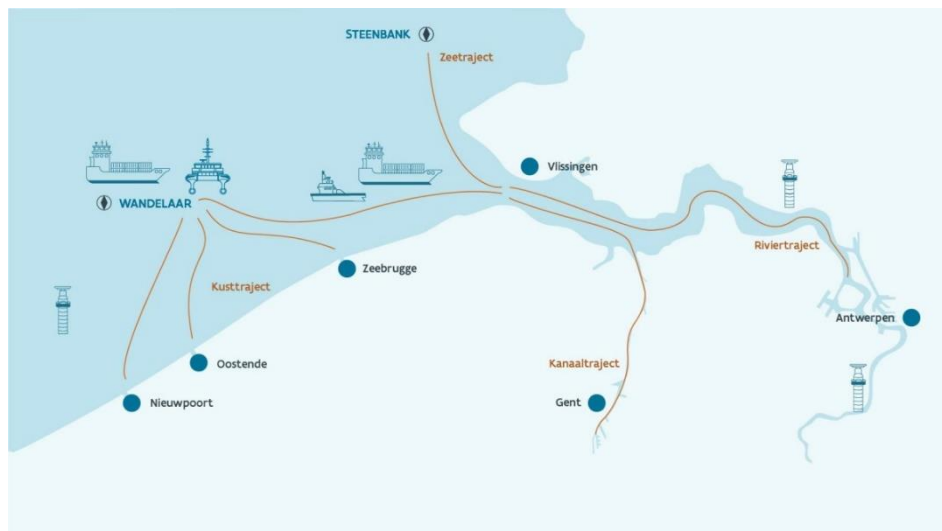 STEENBANK
Zeetraject
Vlissingen
WANDELAAR
Riviertraject
Zeebrugge
Kusttraject
Antwerpen
Oostende
Kanaaltraject
Nieuwpoort
Gent